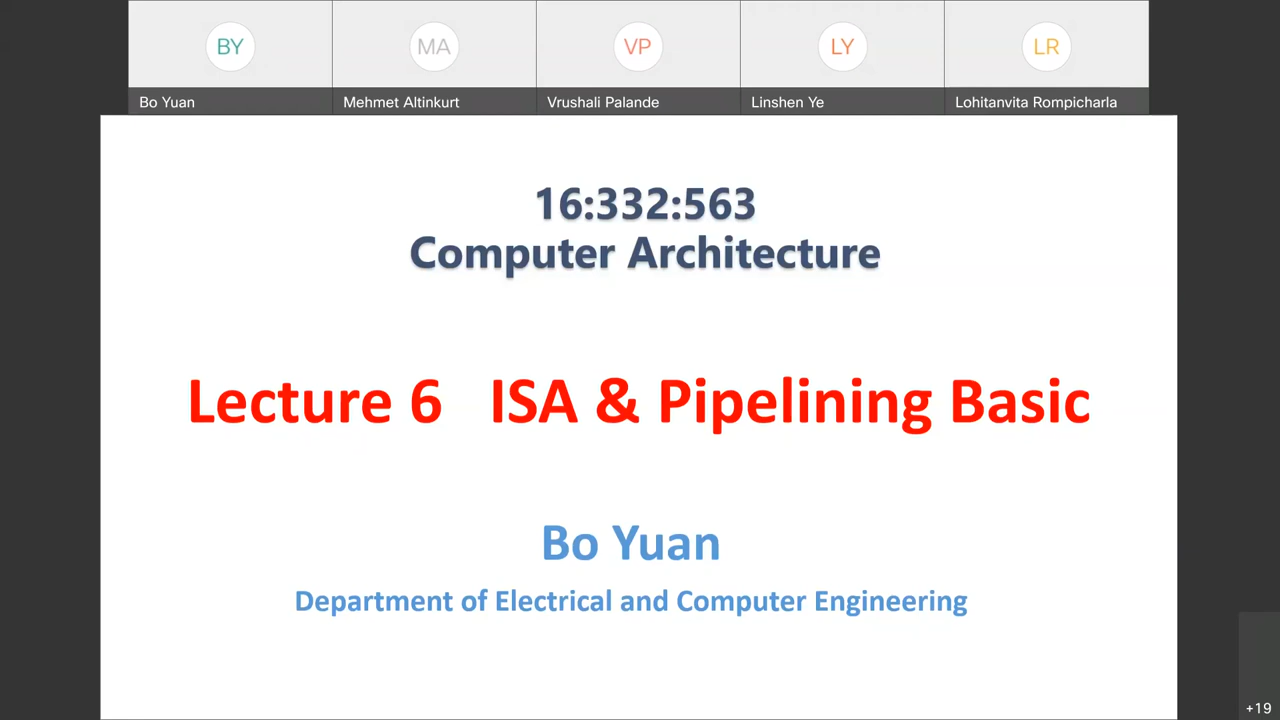 BY
MA
VP
LY
LR
Bo Yuan
Mehmet Altinkurt
Vrushali Palande
Linshen Ye
Lohitanvita Rompicharla
16:332:563
Computer Architecture
Lecture 6 ISA & Pipelining Basic
Bo Yuan
Department of Electrical and Computer Engineering
+19